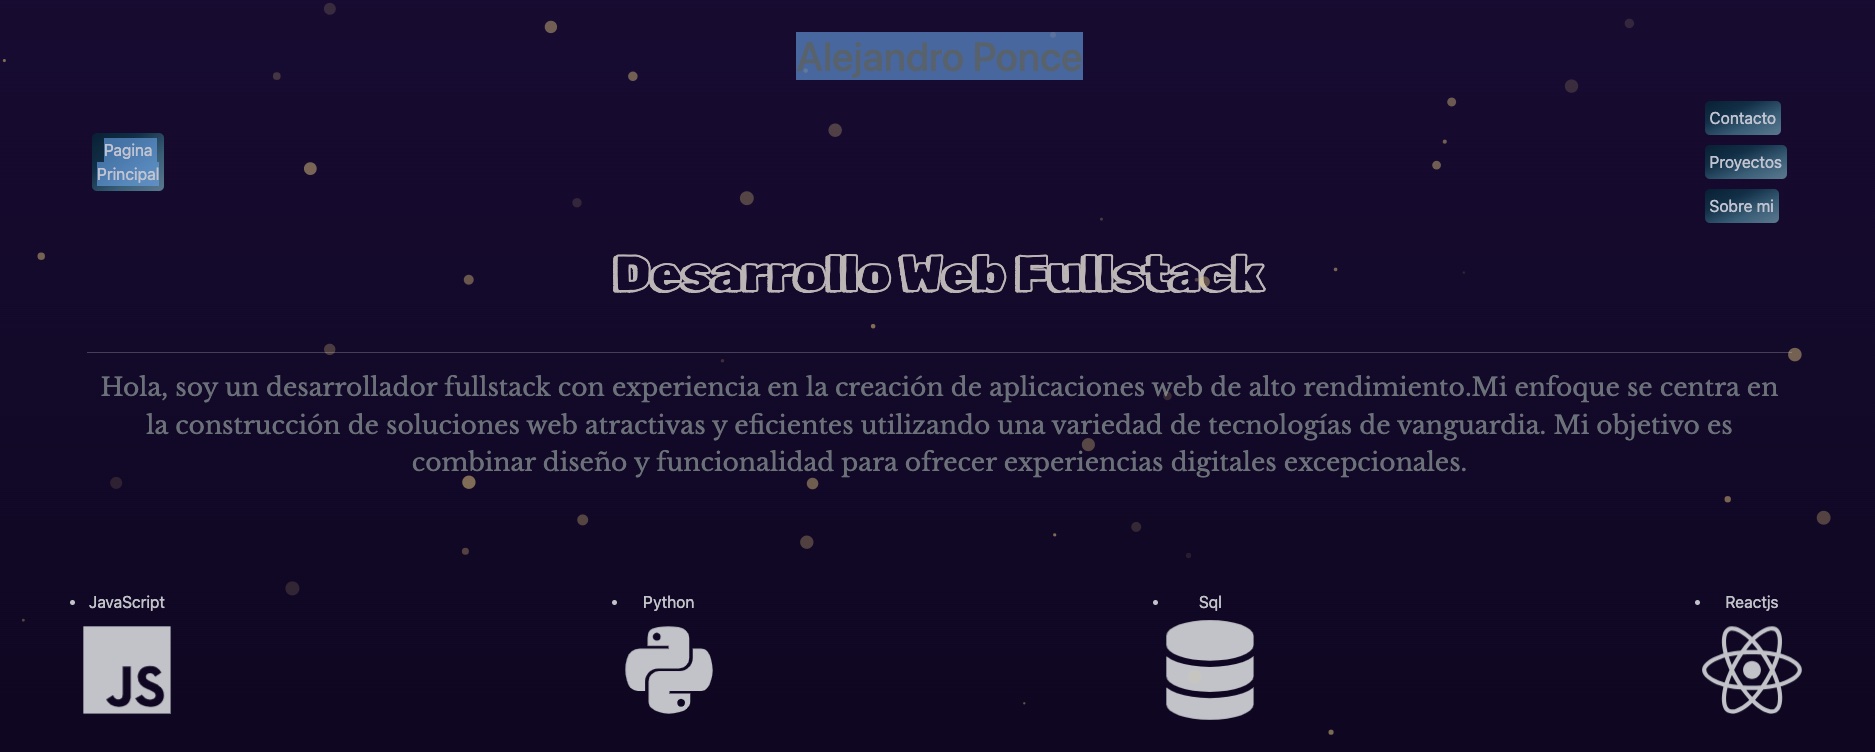 Alejandro Ponce
Pagina
Principal
Contacto
Proyectos
Sobre mi
Desarrollo Web Fullstack
Hola, soy un desarrollador fullstack con experiencia en la creación de aplicaciones web de alto rendimiento.Mi enfoque se centra en
la construcción de soluciones web atractivas y eficientes utilizando una variedad de tecnologías de vanguardia. Mi objetivo es
combinar diseño y funcionalidad para ofrecer experiencias digitales excepcionales.
JavaScript
Python
Sql
Reactjs
JS